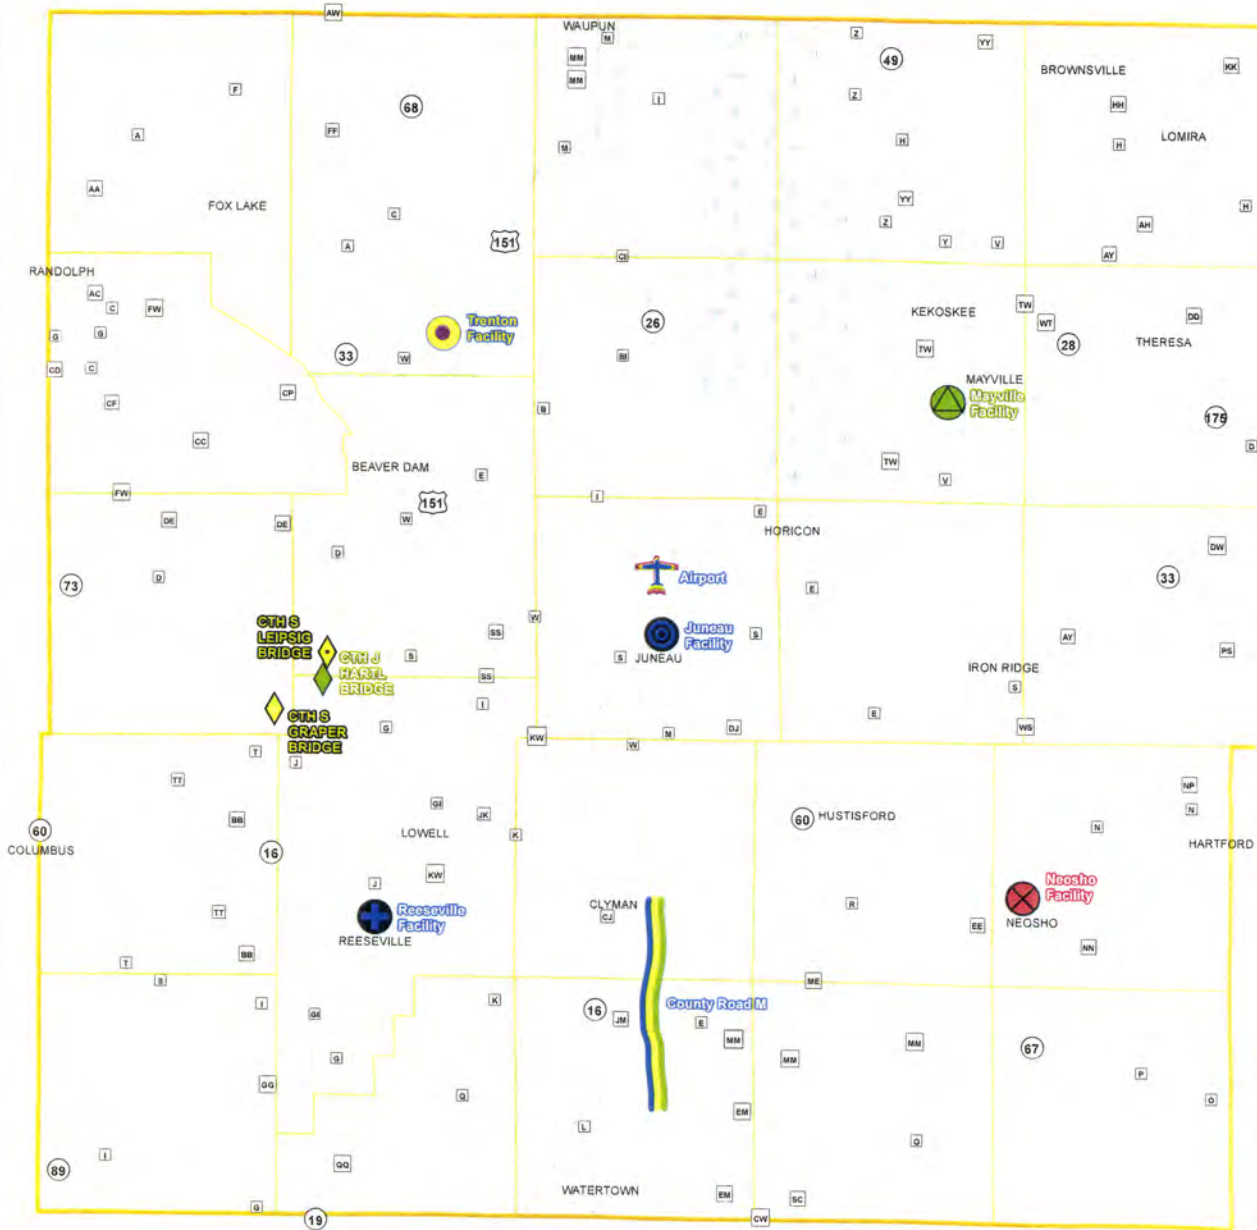 AW
WAUPUN
M
Z
YY
MM
49
BROWNSVILLE
KK
MM
F
68
I
Z
HH
A
FF
M
H
H
LOMIRA
AA
YY
FOX LAKE
C
Z
AH
H
A
151
Y
V
CI
AY
RANDOLPH
AC
C
FW
TW
KEKOSKEE
DD
G
G
Trenton
Facility
26
WT
28
THERESA
33
W
BI
TW
CD
C
MAYVILLE
Mayville
Facility
CP
CF
B
175
CC
D
BEAVER DAM
E
TW
V
FW
151
I
DE
DE
W
E
HORICON
DW
D
D
73
Airport
33
E
CTH S
LEIPSIG
BRIDGE
W
SS
Juneau
Facility
S
AY
CTH J
HARTL
BRIDGE
S
S
JUNEAU
PS
IRON RIDGE
SS
S
CTH S
GRAPER
BRIDGE
I
E
G
KW
M
DJ
WS
W
T
J
TT
NP
GI
JK
N
BB
60
HUSTISFORD
60
LOWELL
K
N
COLUMBUS
16
HARTFORD
KW
J
Neosho
Facility
Reeseville
Facility
CLYMAN
CJ
R
TT
EE
NEOSHO
REESEVILLE
NN
BB
T
S
ME
I
K
County Road M
GI
16
JM
E
MM
MM
67
G
MM
P
GG
Q
O
EM
L
I
Q
QQ
89
WATERTOWN
EM
SC
G
19
CW